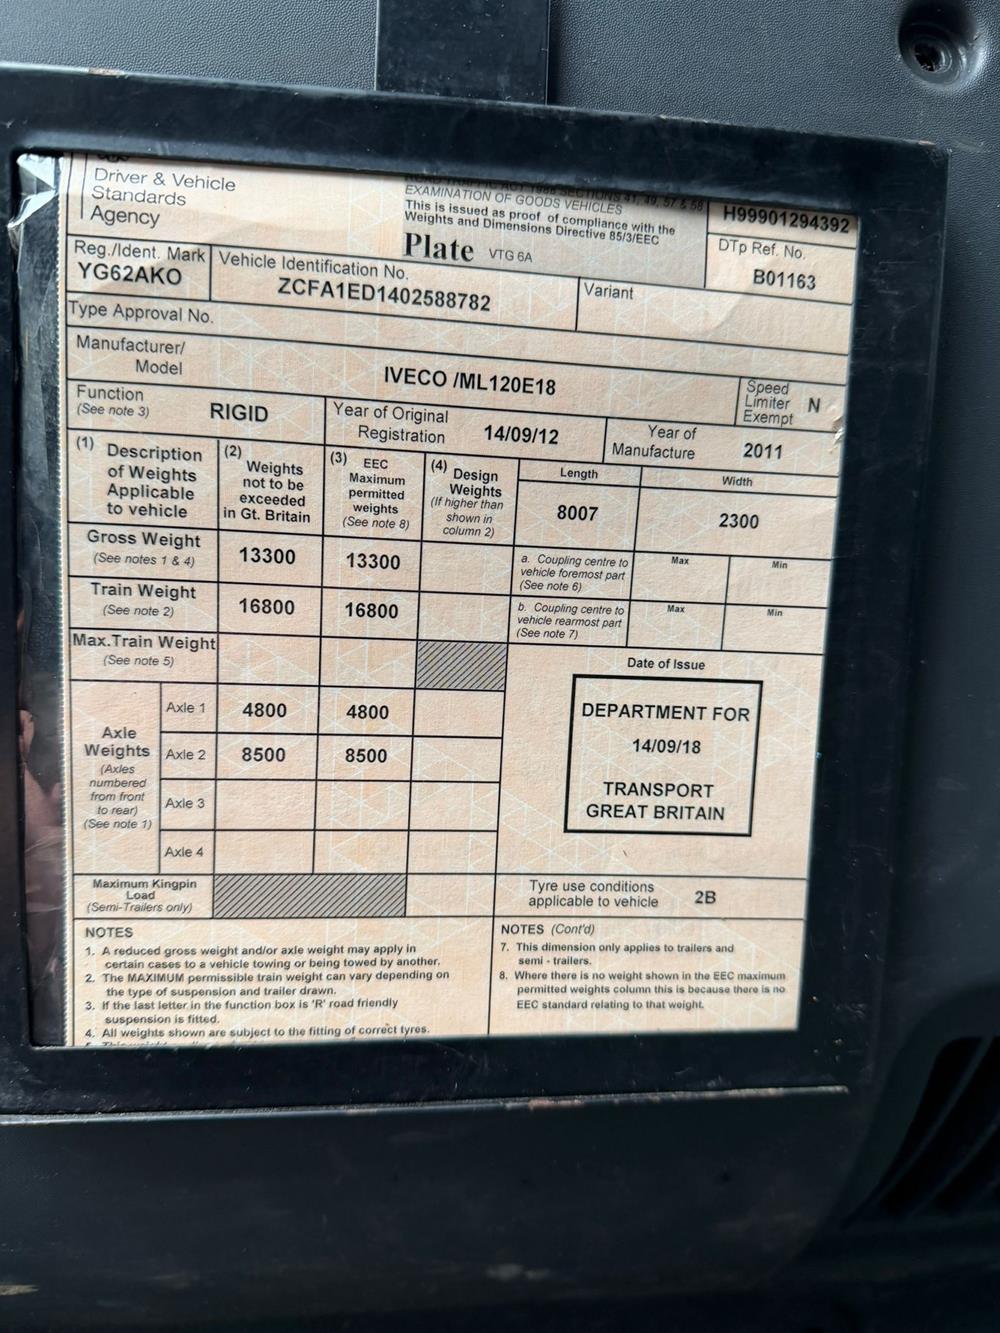 Driver & Vehicle
Standards
Agency
ROAD TRAFFIC ACT 1988 SECTIONS 41, 49, 57 & 58
EXAMINATION OF GOODS VEHICLES
This is issued as proof of compliance with the
Weights and Dimensions Directive 85/3/EEC
Plate VTG 6A
H99901294392
DTp Ref. No.
B01163
Reg./Ident. Mark
YG62AKO
Vehicle Identification No.
ZCFA1ED1402588782
Variant
Type Approval No.
Manufacturer/
Model
IVECO /ML120E18
Speed
Limiter
Exempt
N
Function
(See note 3)
RIGID
Year of Original
Registration
14/09/12
Year of
Manufacture
2011
(1) Description
of Weights
Applicable
to vehicle
(2)
Weights
not to be
exceeded
in Gt. Britain
(3) EEC
Maximum
permitted
weights
(See note 8)
(4) Design
Weights
(If higher than
shown in
column 2)
Length
8007
Width
2300
Gross Weight
(See notes 1 & 4)
13300
13300
a. Coupling centre to
vehicle foremost part
(See note 6)
Max
Min
Train Weight
(See note 2)
16800
16800
b. Coupling centre to
vehicle rearmost part
(See note 7)
Max
Min
Max.Train Weight
(See note 5)
Date of Issue
DEPARTMENT FOR
14/09/18
TRANSPORT
GREAT BRITAIN
Axle
Weights
(Axles
numbered
from front
to rear)
(See note 1)
Axle 1
4800
4800
Axle 2
8500
8500
Axle 3
Axle 4
Maximum Kingpin
Load
(Semi-Trailers only)
Tyre use conditions
applicable to vehicle
2B
NOTES
1. A reduced gross weight and/or axle weight may apply in
certain cases to a vehicle towing or being towed by another.
2. The MAXIMUM permissible train weight can vary depending on
the type of suspension and trailer drawn.
3. If the last letter in the function box is 'R' road friendly
suspension is fitted.
4. All weights shown are subject to the fitting of correct tyres.
NOTES (Cont'd)
7. This dimension only applies to trailers and
semi - trailers.
8. Where there is no weight shown in the EEC maximum
permitted weights column this is because there is no
EEC standard relating to that weight.